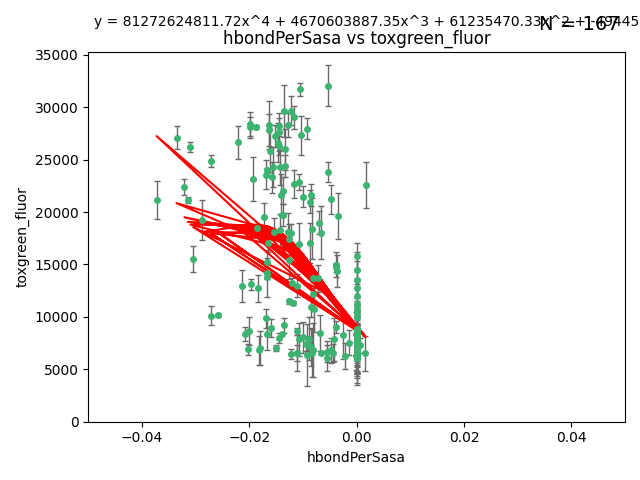 y = 81272624811.72x^4 + 4670603887.35x^3 + 61235470.33x^2 +
N = 167
hbondPerSasa vs toxgreen_fluor
35000
30000
25000
20000
15000
10000
5000
0
toxgreen_fluor
−0.04
−0.02
0.00
0.02
0.04
hbondPerSasa